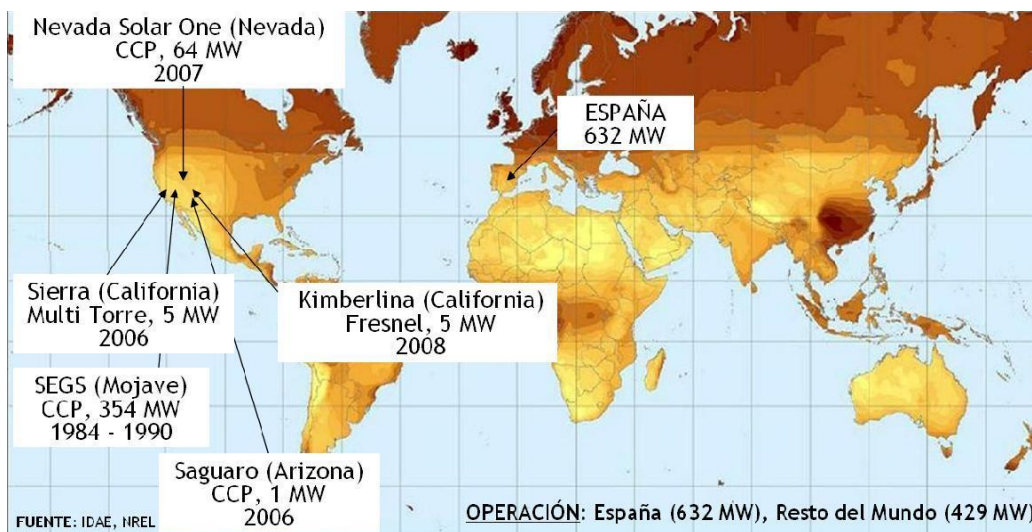 Nevada Solar One (Nevada)
CCP, 64 MW
2007
ESPAÑA
632 MW
Sierra (California)
Multi Torre, 5 MW
2006
Kimberlina (California)
Fresnel, 5 MW
2008
SEGS (Mojave)
CCP, 354 MW
1984 - 1990
Saguaro (Arizona)
CCP, 1 MW
2006
FUENTE: IDAE, NREL
OPERACIÓN: España (632 MW), Resto del Mundo (429 MW